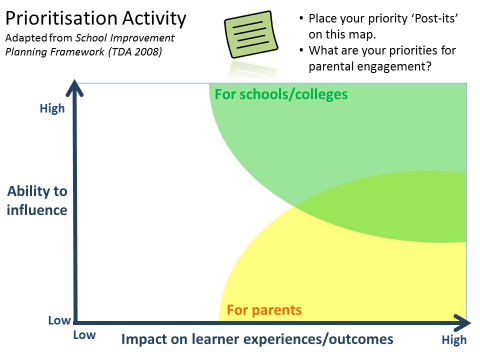 Prioritisation Activity
Adapted from School Improvement
Planning Framework (TDA 2008)
• Place your priority ‘Post-its’
on this map.
• What are your priorities for
parental engagement?
For schools/colleges
High
Ability to
influence
For parents
Low
Low
Impact on learner experiences/outcomes
High